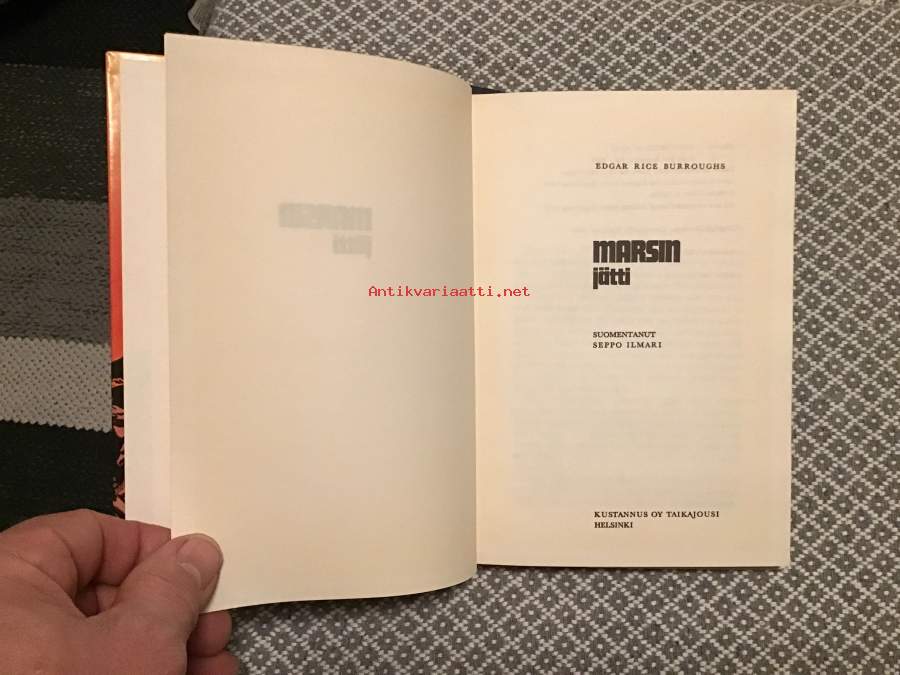 EDGAR RICE BURROUGHS
MARSIN
jätti
Antikvariaatti.net
SUOMENTANUT
SEPPO ILMARI
KUSTANNUS OY TAIKAJOUSI
HELSINKI